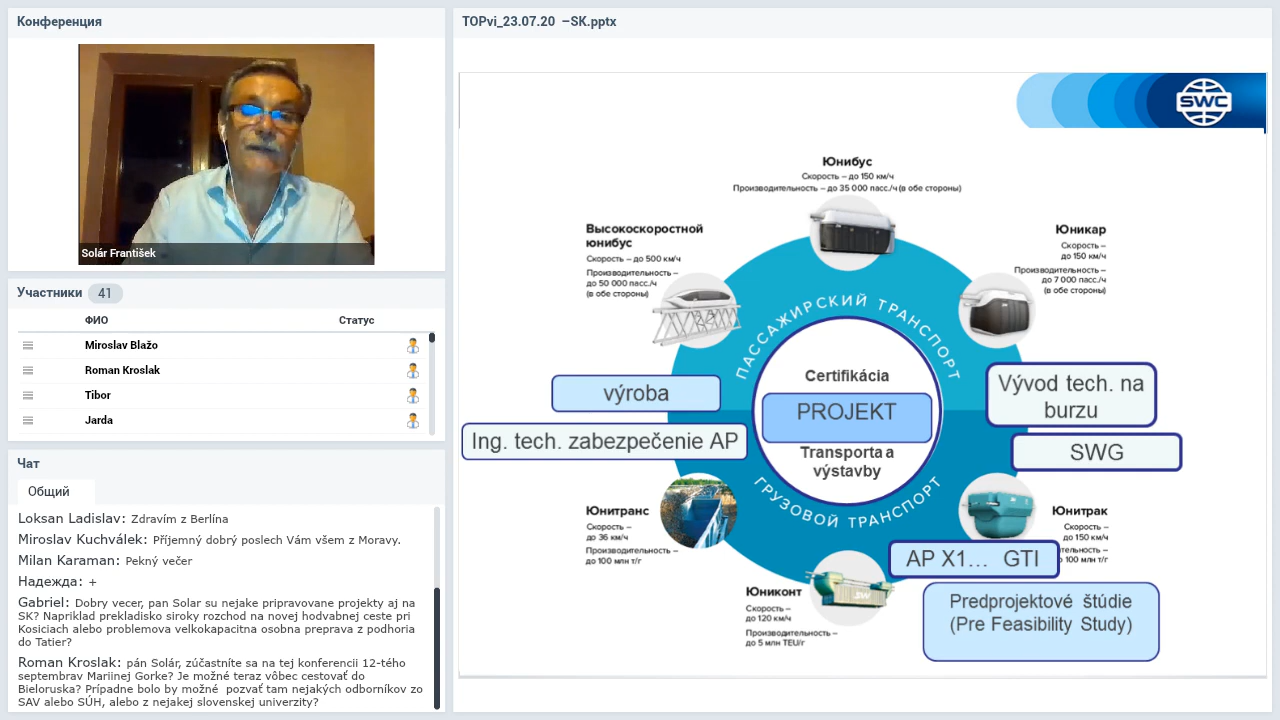 Конференция
Solár František
Участники 41
ФИО Статус
Miroslav Blažo
Roman Kroslak
Tibor
Jarda
Чат
Общий
Loksan Ladislav: Zdravím z Berlína
Miroslav Kuchválek: Příjemný dobrý poslech Vám všem z Moravy.
Milan Karaman: Pekný večer
Надежда: +
Gabriel: Dobry vecer, pan Solar su nejake pripravovane projekty aj na
SK? Napriklad prekladisko siroky rozchod na novej hodvabnej ceste pri
Kosiciach alebo problemova velkokapacitna osobna preprava z podhoria
do Tatier?
Roman Kroslak: pán Solár, zúčastníte sa na tej konferencii 12-tého
septembrav Mariinej Gorke? Je možné teraz vôbec cestovať do
Bieloruska? Prípadne bolo by možné pozvať tam nejakých odborníkov zo
SAV alebo SÚH, alebo z nejakej slovenskej univerzity?
TOPvi_23.07.20 –SK.pptx
SWC
Юнибус
Скорость – до 150 км/ч
Производительность – до 35 000 пасс./ч (в обе стороны)
Высокоскоростной
юнибус
Скорость – до 500 км/ч
Производительность –
до 50 000 пасс./ч
(в обе стороны)
Юникар
Скорость –
до 150 км/ч
Производительность –
до 7 000 пасс./ч
(в обе стороны)
ПАССАЖИРСКИЙ ТРАНСПОРТ
Certifikácia
PROJEKT
Transporta a
výstavby
ГРУЗОВОЙ ТРАНСПОРТ
výroba
Ing. tech. zabezpečenie AP
Vývod tech. na
burzu
SWG
Юнитранс
Скорость –
до 36 км/ч
Производительность –
до 100 млн т/г
Юнитрак
Скорость –
до 150 км/ч
до 100 млн т/г
AP X1... GTI
Юниконт
Скорость –
до 120 км/ч
Производительность –
до 5 млн TEU/г
Predprojektové štúdie
(Pre Feasibility Study)